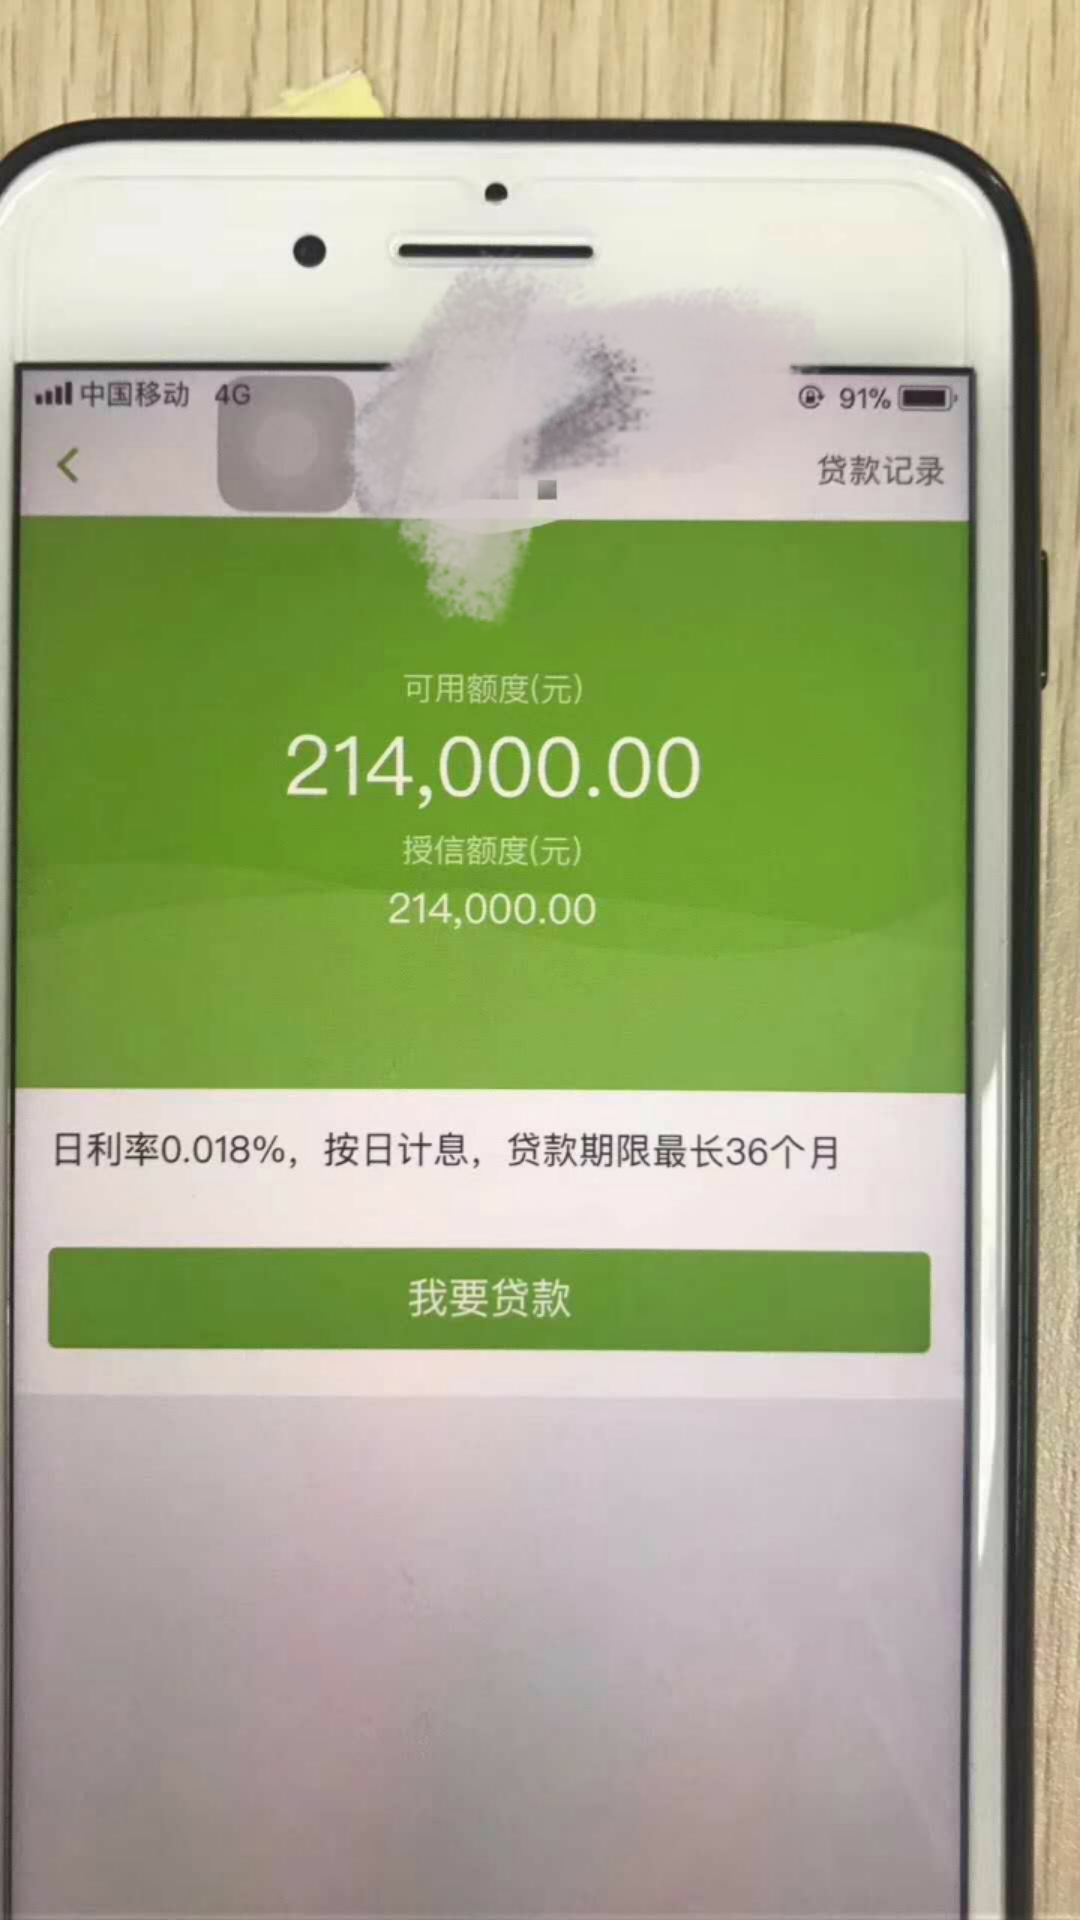 中国移动 4G 91%
贷款记录
可用额度(元)
214,000.00
授信额度(元)
214,000.00
日利率0.018%，按日计息，贷款期限最长36个月
我要贷款